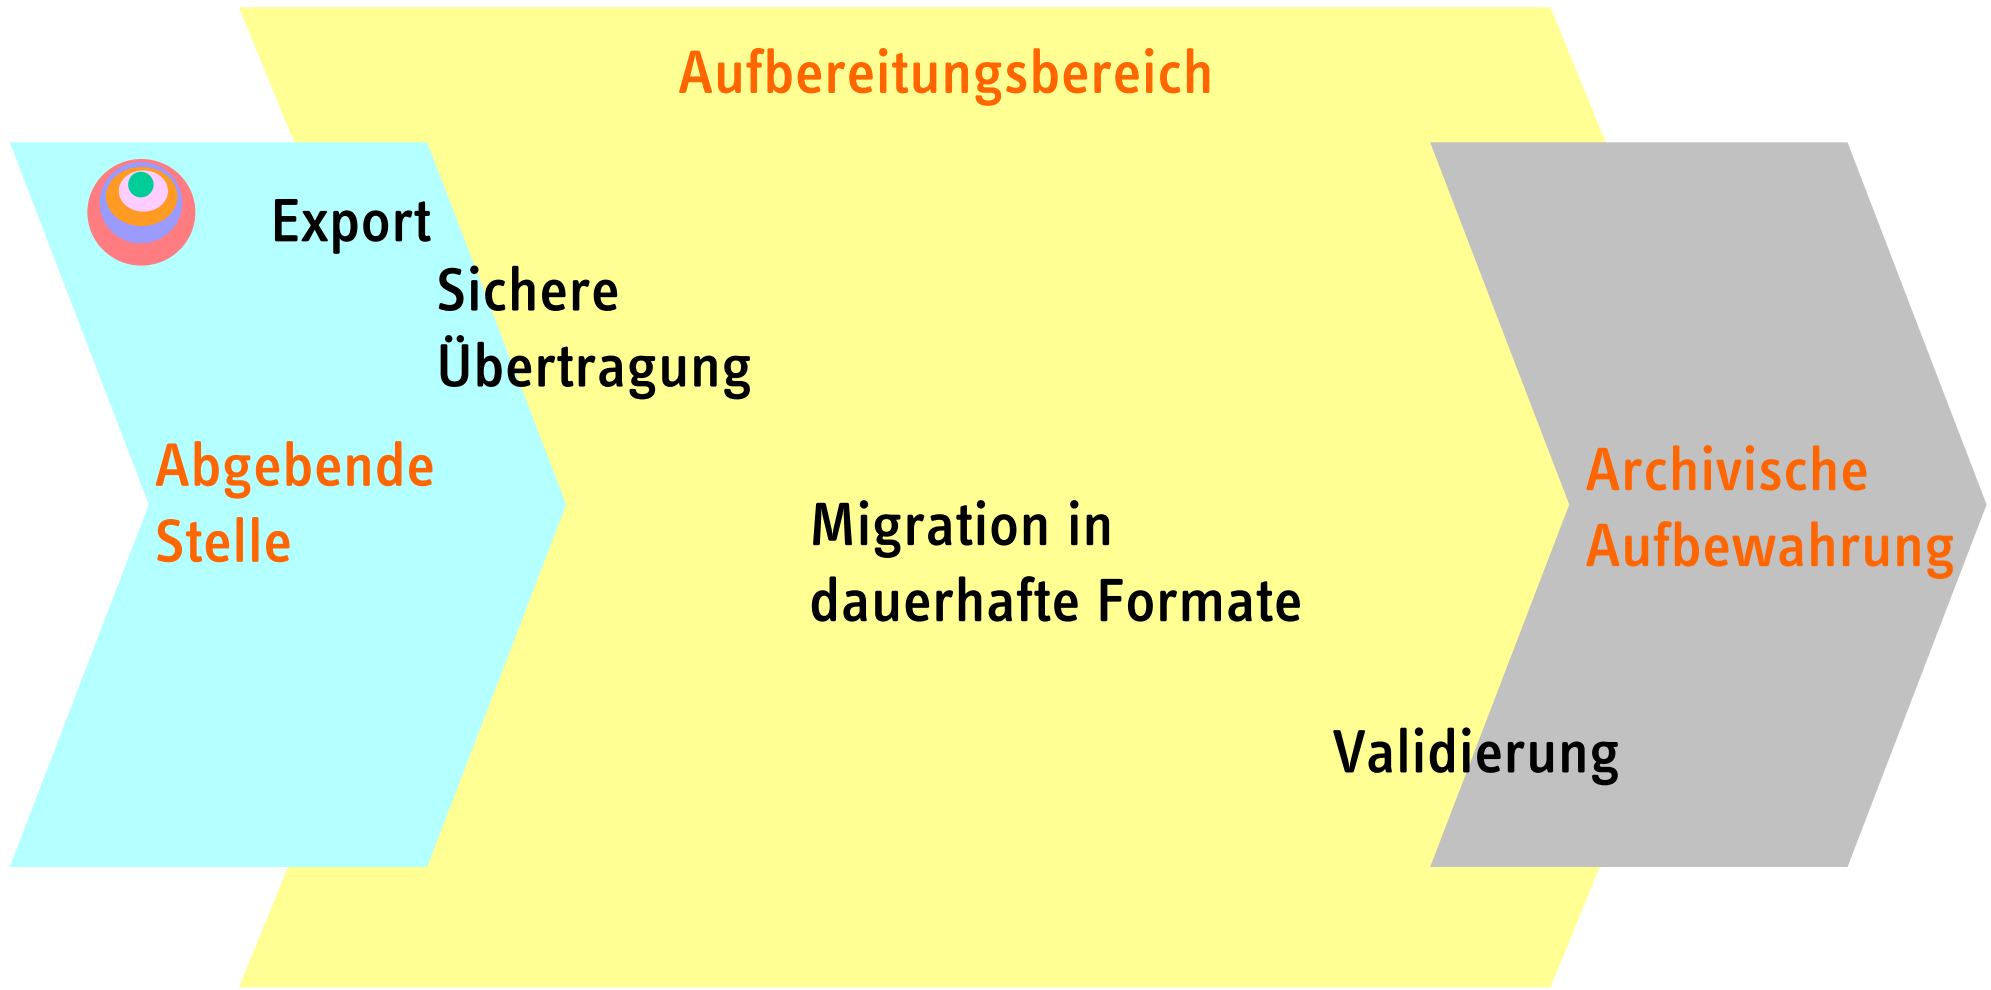 Aufbereitungsbereich
Export
Sichere
Übertragung
Abgebende
Stelle
Migration in
dauerhafte Formate
Archivische
Aufbewahrung
Validierung